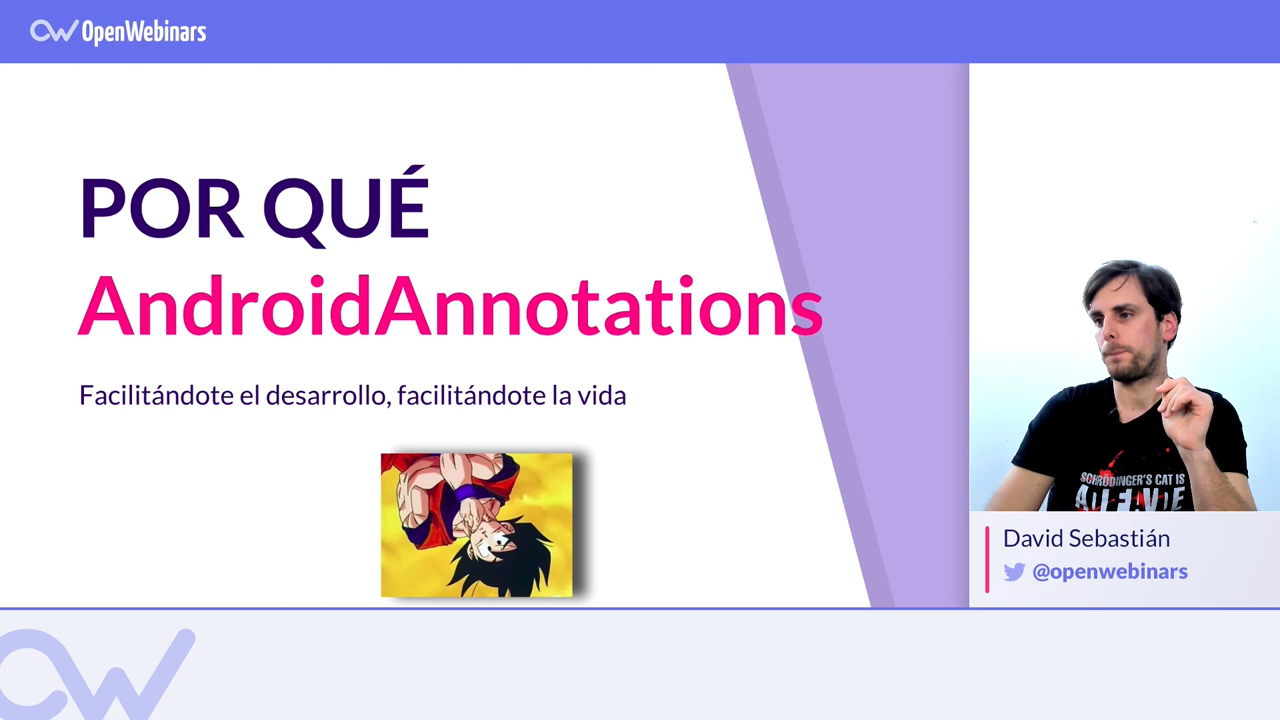 OpenWebinars
POR QUÉ
AndroidAnnotations
Facilitándote el desarrollo, facilitándote la vida
SCHRÖDINGER'S CAT IS
David Sebastián
@openwebinars